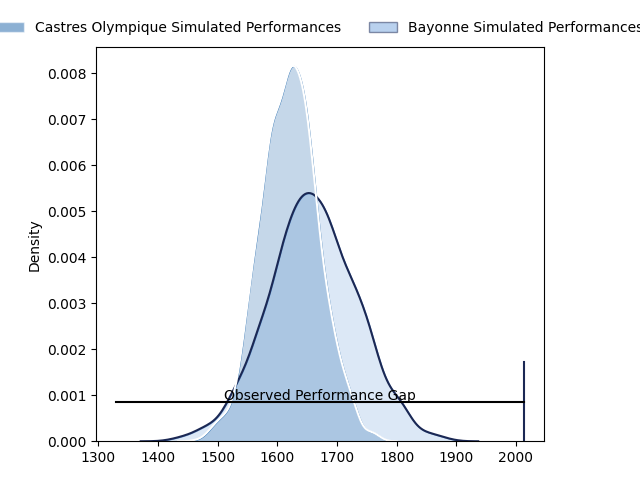 Castres Olympique Simulated Performances Bayonne Simulated Performances
0.008
0.007
0.006
0.005
0.004
0.003
0.002
0.001
0.000
Density
Observed Performance Gap
1300 1400 1500 1600 1700 1800 1900 2000